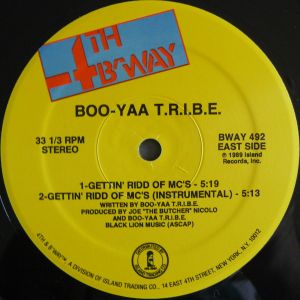 4TH
B'WAY
BOO-YAA T.R.I.B.E.
33 1/3 RPM
STEREO
BWAY 492
EAST SIDE
℗ 1989 Island
Records, Inc.
1-GETTIN' RIDD OF MC'S - 5:19
2-GETTIN' RIDD OF MC'S (INSTRUMENTAL) - 5:13
WRITTEN BY BOO-YAA T.R.I.B.E.
PRODUCED BY JOE "THE BUTCHER" NICOLO
AND BOO-YAA T.R.I.B.E.
BLACK LION MUSIC (ASCAP)
4TH & B'WAY™, A DIVISION OF ISLAND TRADING CO., 14 EAST 4TH STREET, NEW YORK, N.Y. 10012